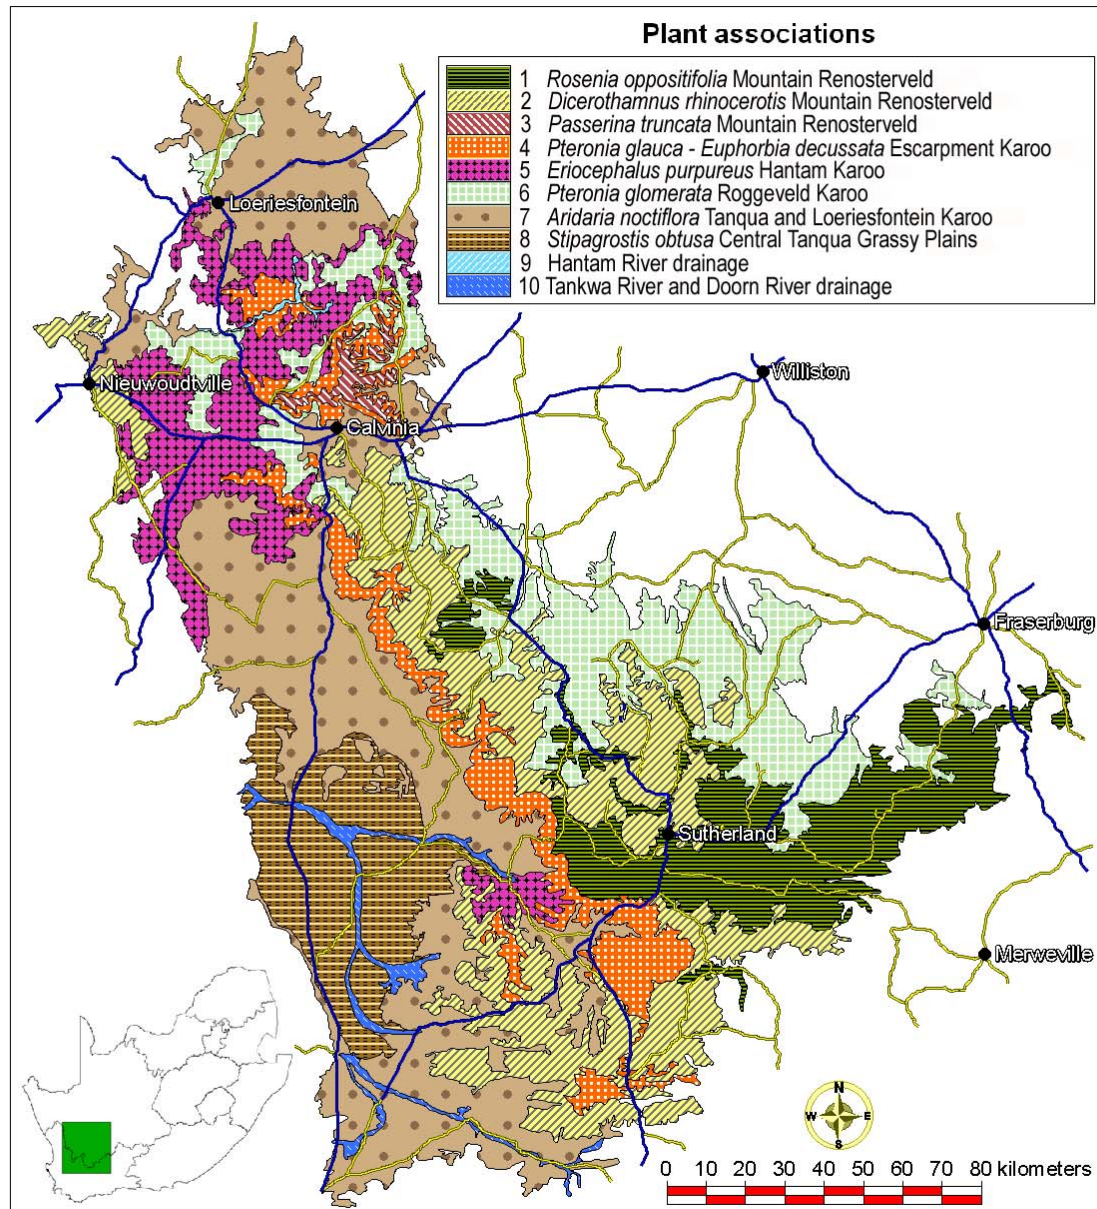 Plant associations
1 Rosenia oppositifolia Mountain Renosterveld
2 Dicerothamnus rhinocerotis Mountain Renosterveld
3 Passerina truncata Mountain Renosterveld
4 Pteronia glauca - Euphorbia decussata Escarpment Karoo
5 Eriocephalus purpureus Hantam Karoo
6 Pteronia glomerata Roggeveld Karoo
7 Aridaria noctiflora Tanqua and Loeriesfontein Karoo
8 Stipagrostis obtusa Central Tanqua Grassy Plains
9 Hantam River drainage
10 Tankwa River and Doorn River drainage
Loeriesfontein
Nieuwoudtville
Williston
Calvinia
Fraserburg
Sutherland
Merweville
N
W E
S
0 10 20 30 40 50 60 70 80 kilometers